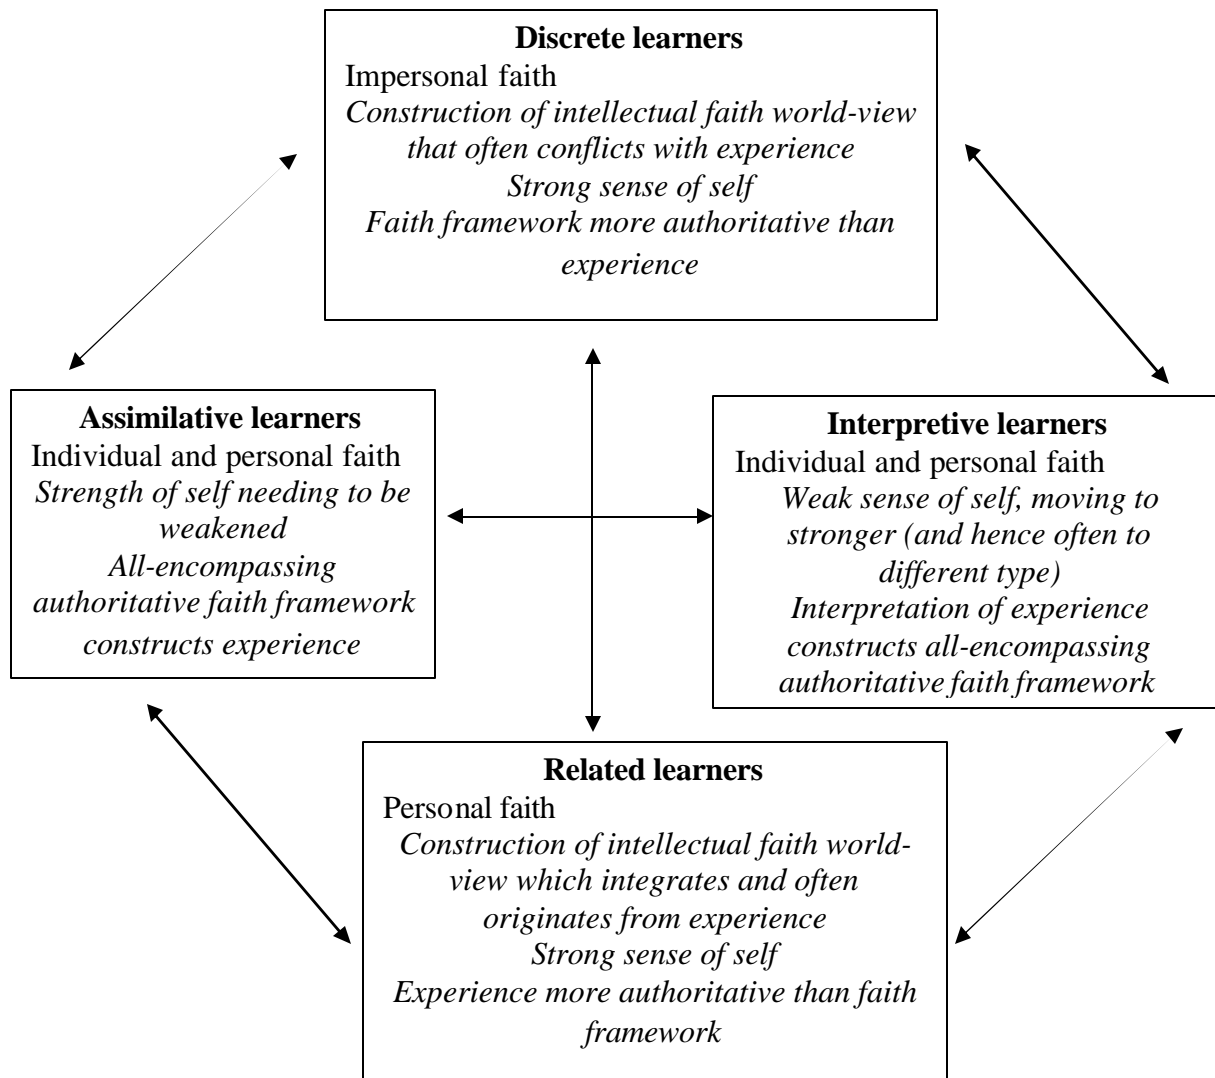 Discrete learners
Impersonal faith
Construction of intellectual faith world-view
that often conflicts with experience
Strong sense of self
Faith framework more authoritative than
experience
Assimilative learners
Individual and personal faith
Strength of self needing to be
weakened
All-encompassing
authoritative faith framework
constructs experience
Interpretive learners
Individual and personal faith
Weak sense of self, moving to
stronger (and hence often to
different type)
Interpretation of experience
constructs all-encompassing
authoritative faith framework
Related learners
Personal faith
Construction of intellectual faith world-
view which integrates and often
originates from experience
Strong sense of self
Experience more authoritative than faith
framework